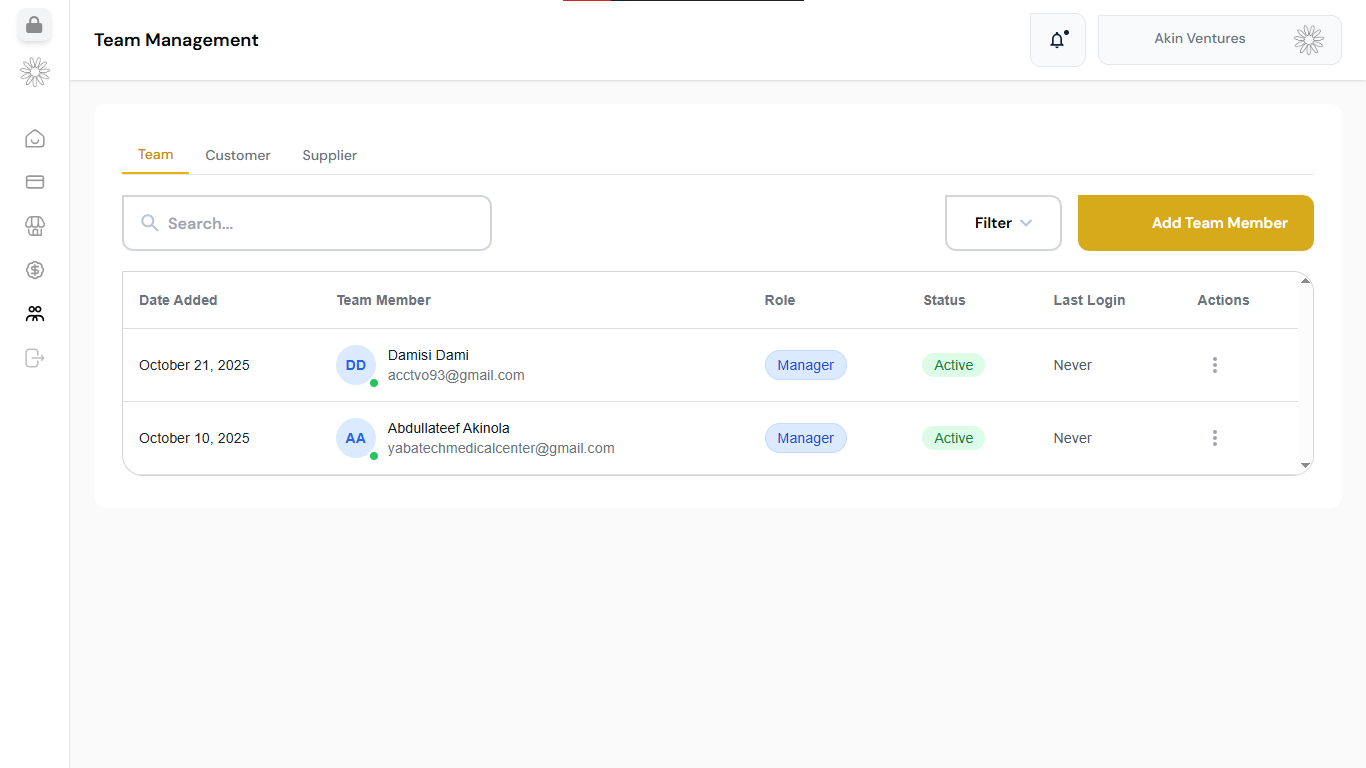 Team Management
Akin Ventures
Team Customer Supplier
Search...
Filter
Add Team Member
Date Added Team Member Role Status Last Login Actions
October 21, 2025 DD Damisi Dami Manager Active Never
acctvo93@gmail.com
October 10, 2025 AA Abdullateef Akinola Manager Active Never
yabatechmedicalcenter@gmail.com